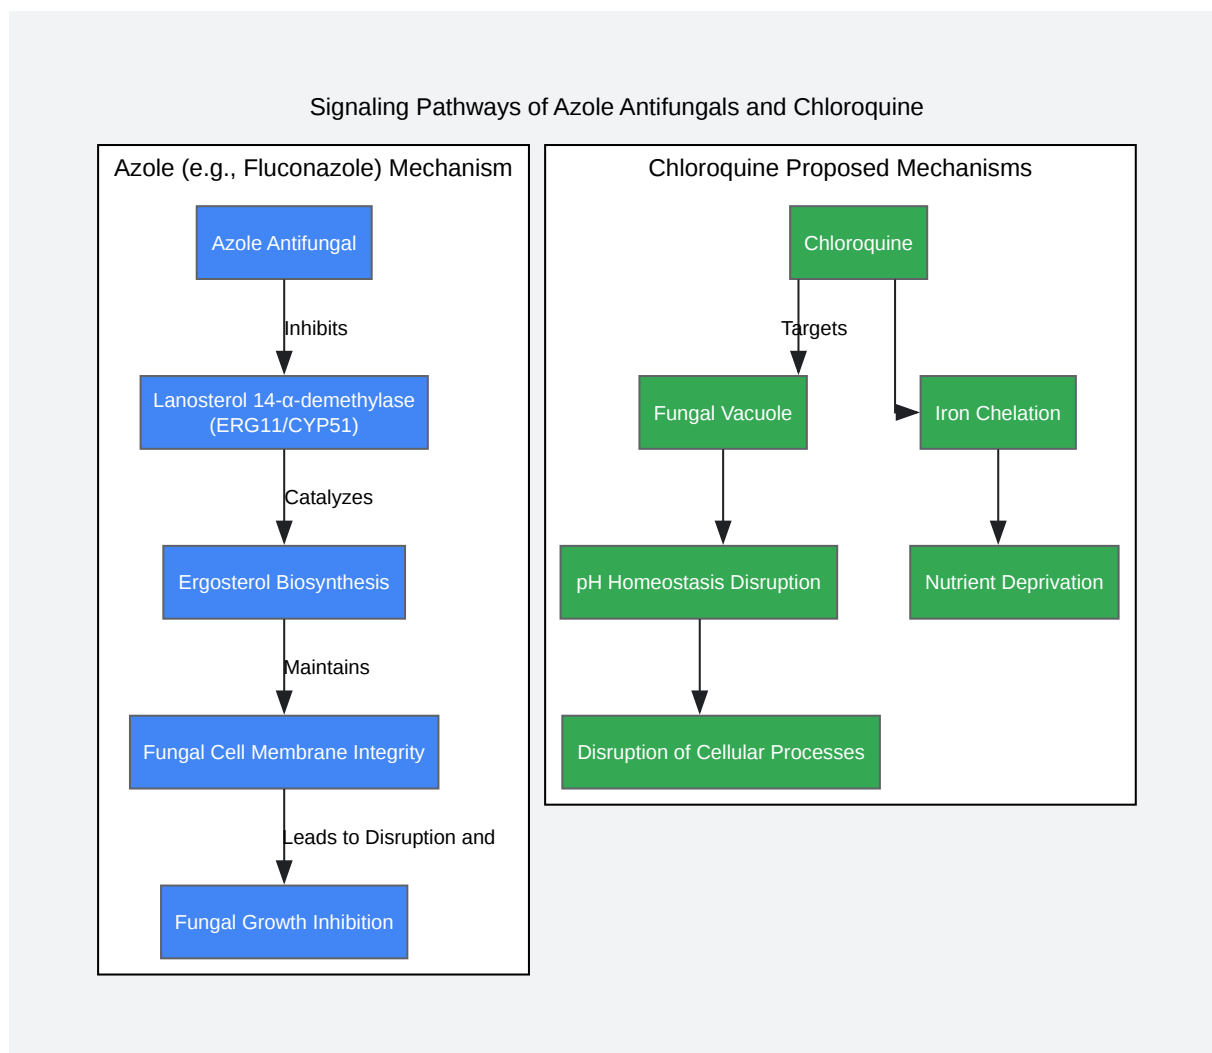 Signaling Pathways of Azole Antifungals and Chloroquine
Azole (e.g., Fluconazole) Mechanism
Azole Antifungal
Inhibits
Lanosterol 14-α-demethylase
(ERG11/CYP51)
Catalyzes
Ergosterol Biosynthesis
Maintains
Fungal Cell Membrane Integrity
Leads to Disruption and
Fungal Growth Inhibition
Chloroquine Proposed Mechanisms
Chloroquine
Targets
Fungal Vacuole
Iron Chelation
pH Homeostasis Disruption
Nutrient Deprivation
Disruption of Cellular Processes